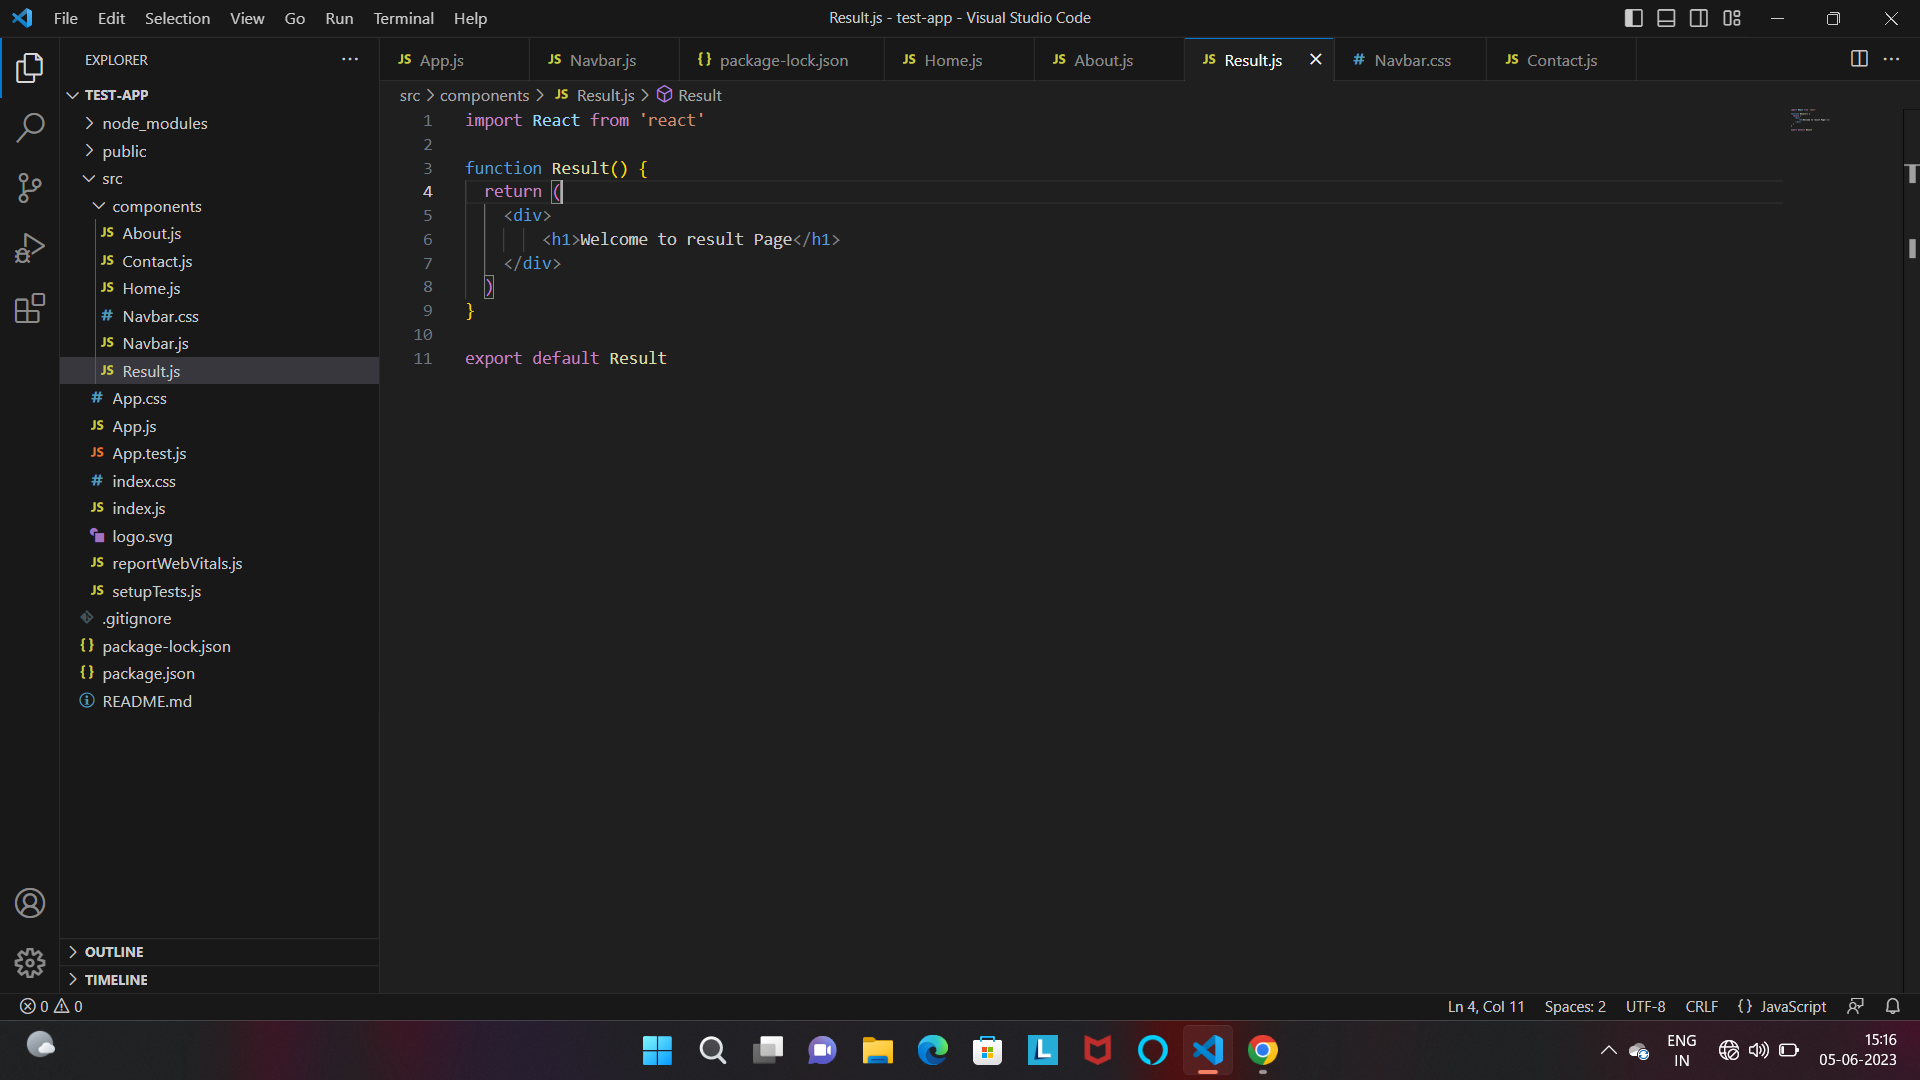 File Edit Selection View Go Run Terminal Help
Result.js - test-app - Visual Studio Code
EXPLORER
TEST-APP
node_modules
public
src
components
JS About.js
JS Contact.js
JS Home.js
# Navbar.css
JS Navbar.js
JS Result.js
# App.css
JS App.js
JS App.test.js
# index.css
JS index.js
logo.svg
JS reportWebVitals.js
JS setupTests.js
.gitignore
{} package-lock.json
{} package.json
README.md
OUTLINE
TIMELINE
JS App.js JS Navbar.js {} package-lock.json JS Home.js JS About.js JS Result.js # Navbar.css JS Contact.js
src > components > JS Result.js > Result
1 import React from 'react'
2
3 function Result() {
4 return (
5 <div>
6 <h1>Welcome to result Page</h1>
7 </div>
8 )
9 }
10
11 export default Result
0 0
Ln 4, Col 11 Spaces: 2 UTF-8 CRLF {} JavaScript
L
ENG
IN
15:16
05-06-2023